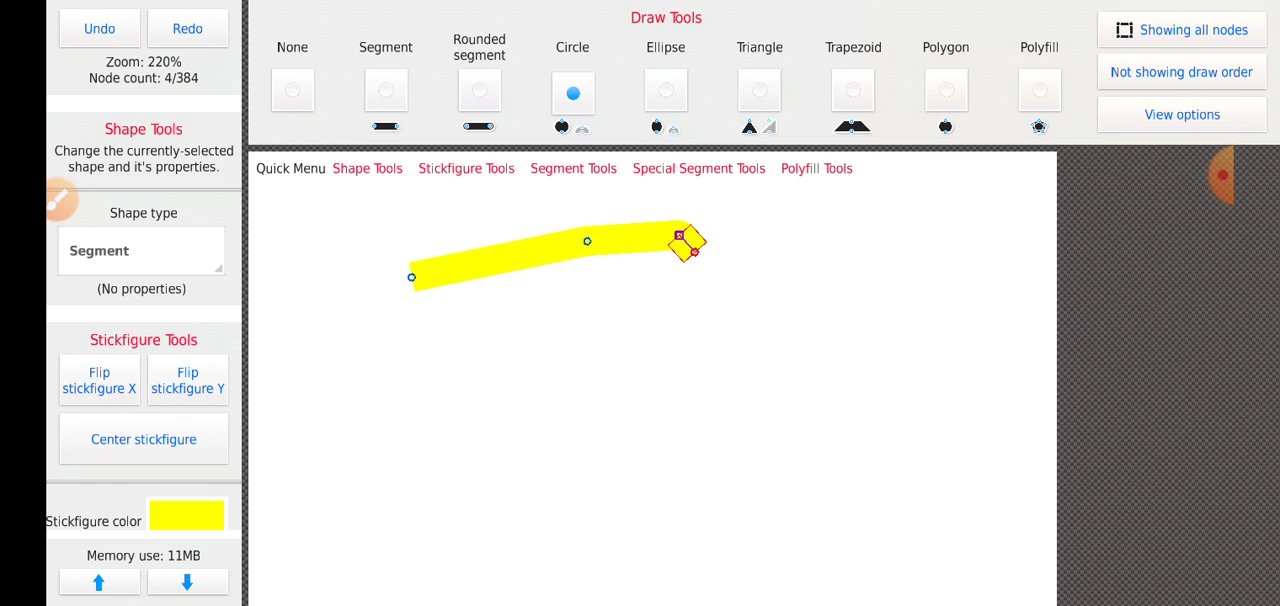 Undo
Redo
Zoom: 220%
Node count: 4/384
Shape Tools
Change the currently-selected
shape and it's properties.
Shape type
Segment
(No properties)
Stickfigure Tools
Flip
stickfigure X
Flip
stickfigure Y
Center stickfigure
Stickfigure color
Memory use: 11MB
Draw Tools
None
Segment
Rounded
segment
Circle
Ellipse
Triangle
Trapezoid
Polygon
Polyfill
Showing all nodes
Not showing draw order
View options
Quick Menu Shape Tools Stickfigure Tools Segment Tools Special Segment Tools Polyfill Tools